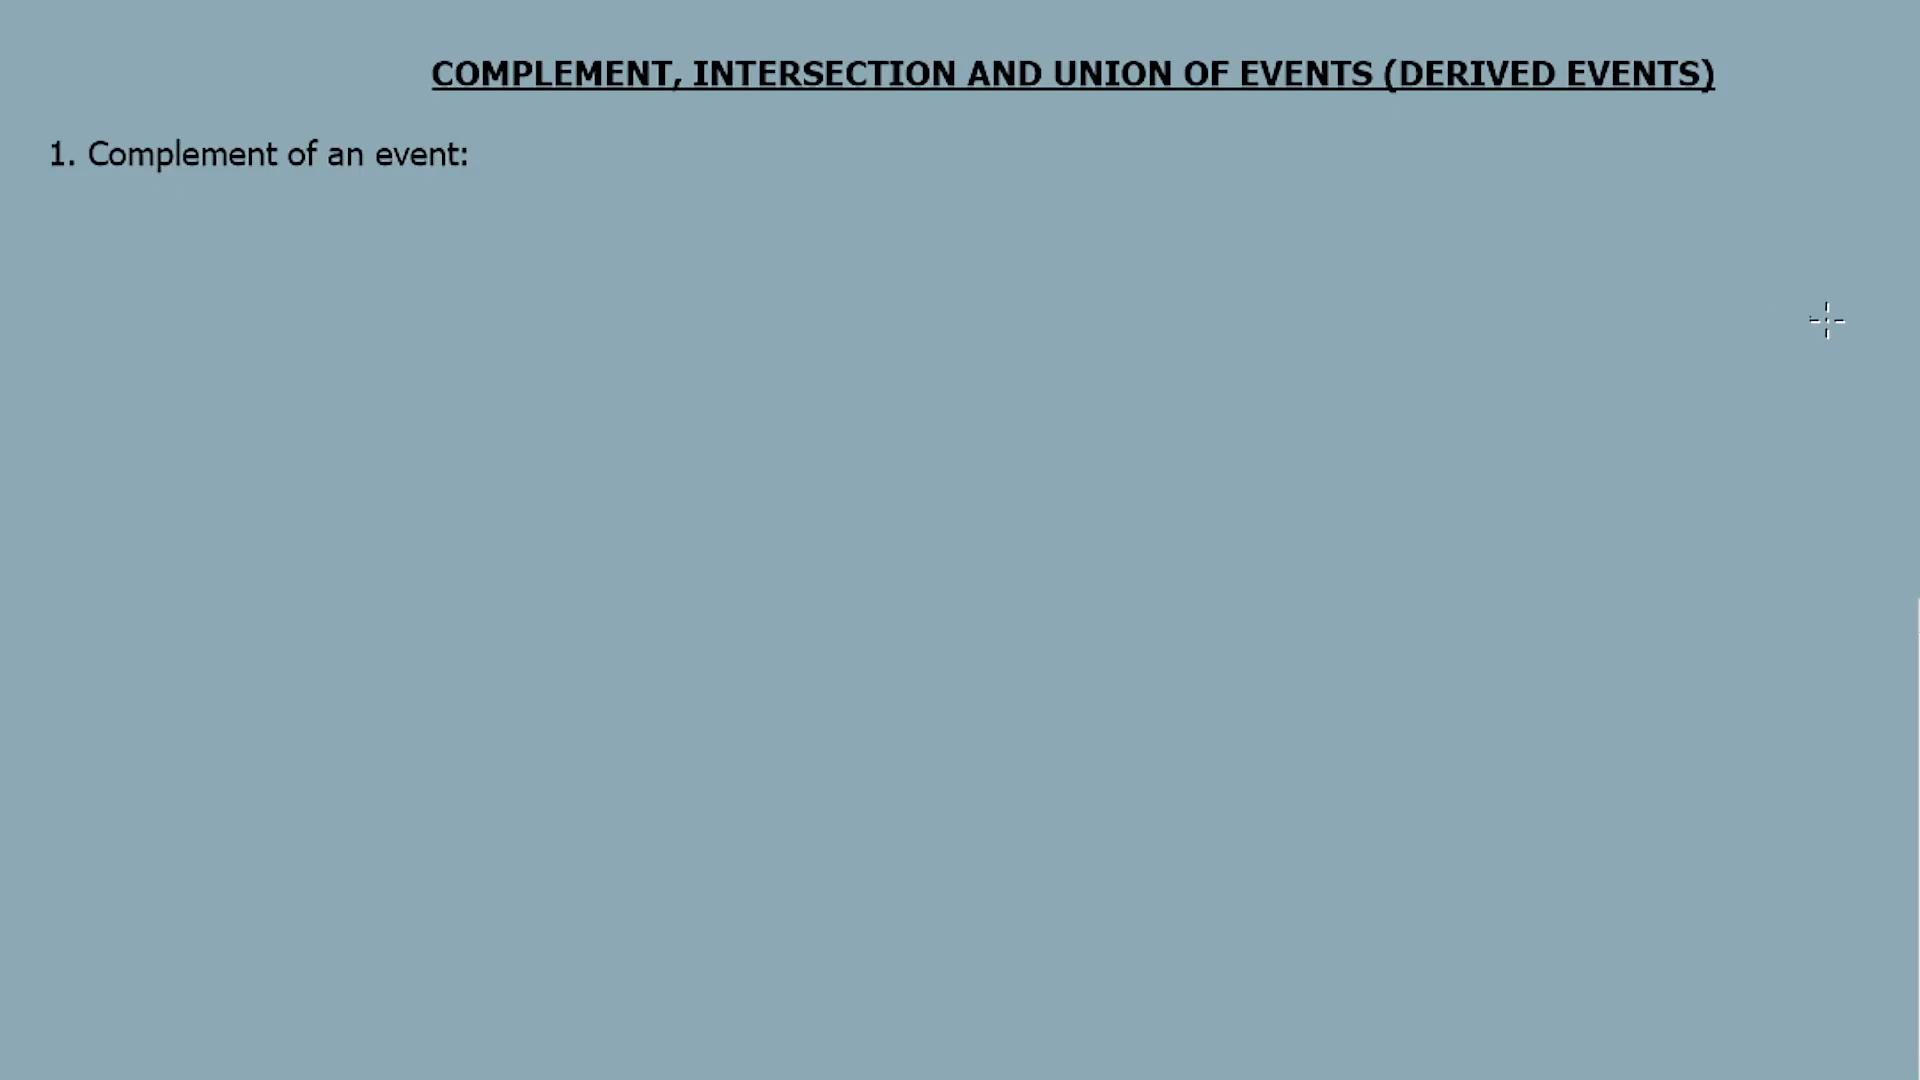 COMPLEMENT, INTERSECTION AND UNION OF EVENTS (DERIVED EVENTS)
1. Complement of an event: